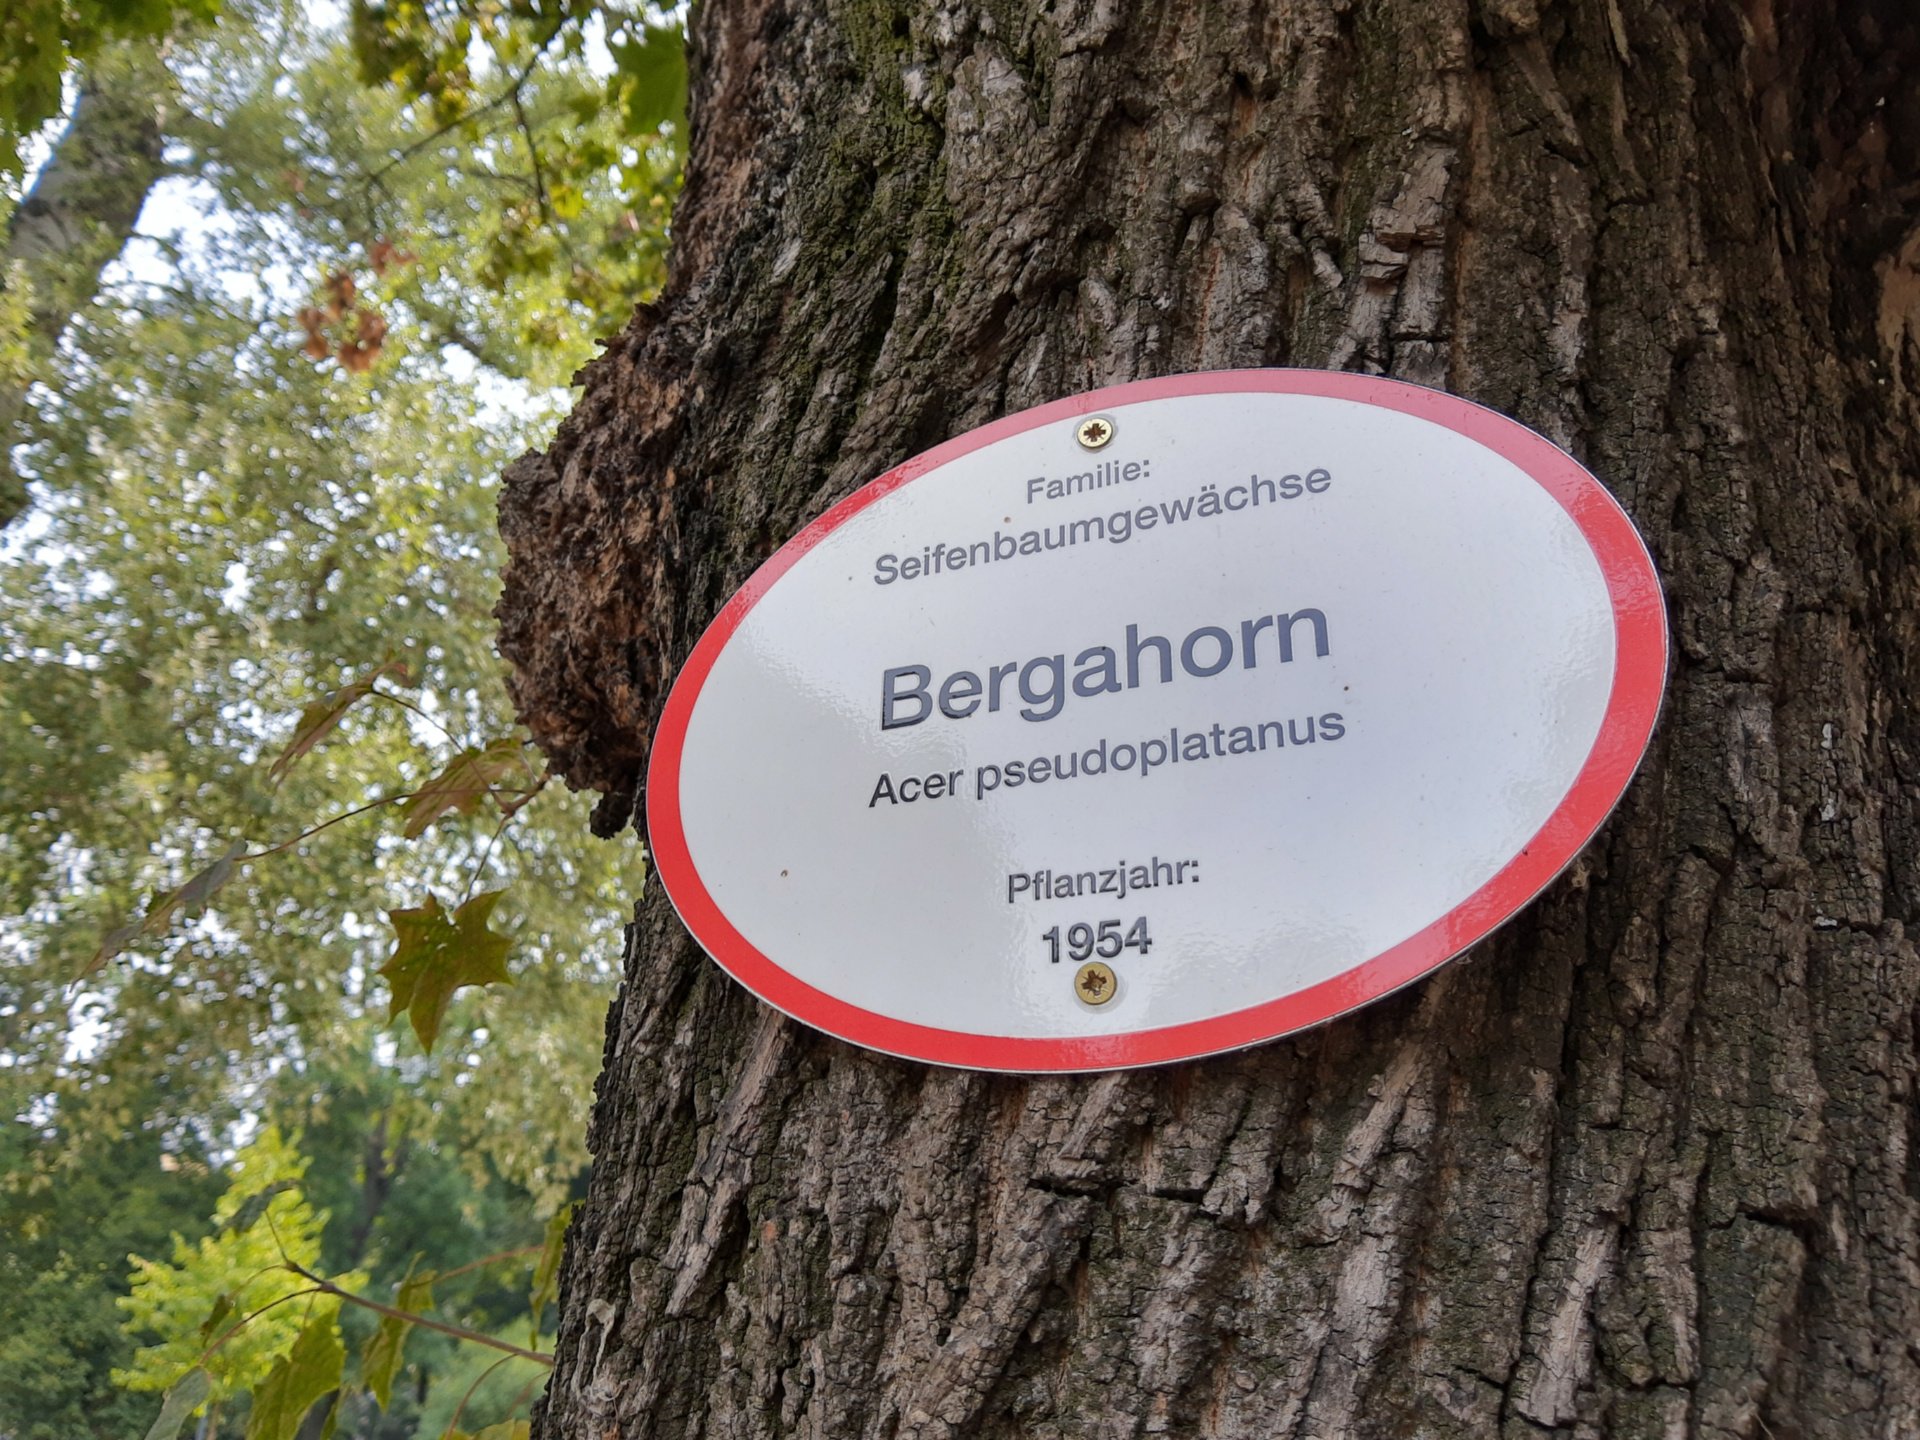 Familie:
Seifenbaumgewächse
Bergahorn
Acer pseudoplatanus
Pflanzjahr:
1954